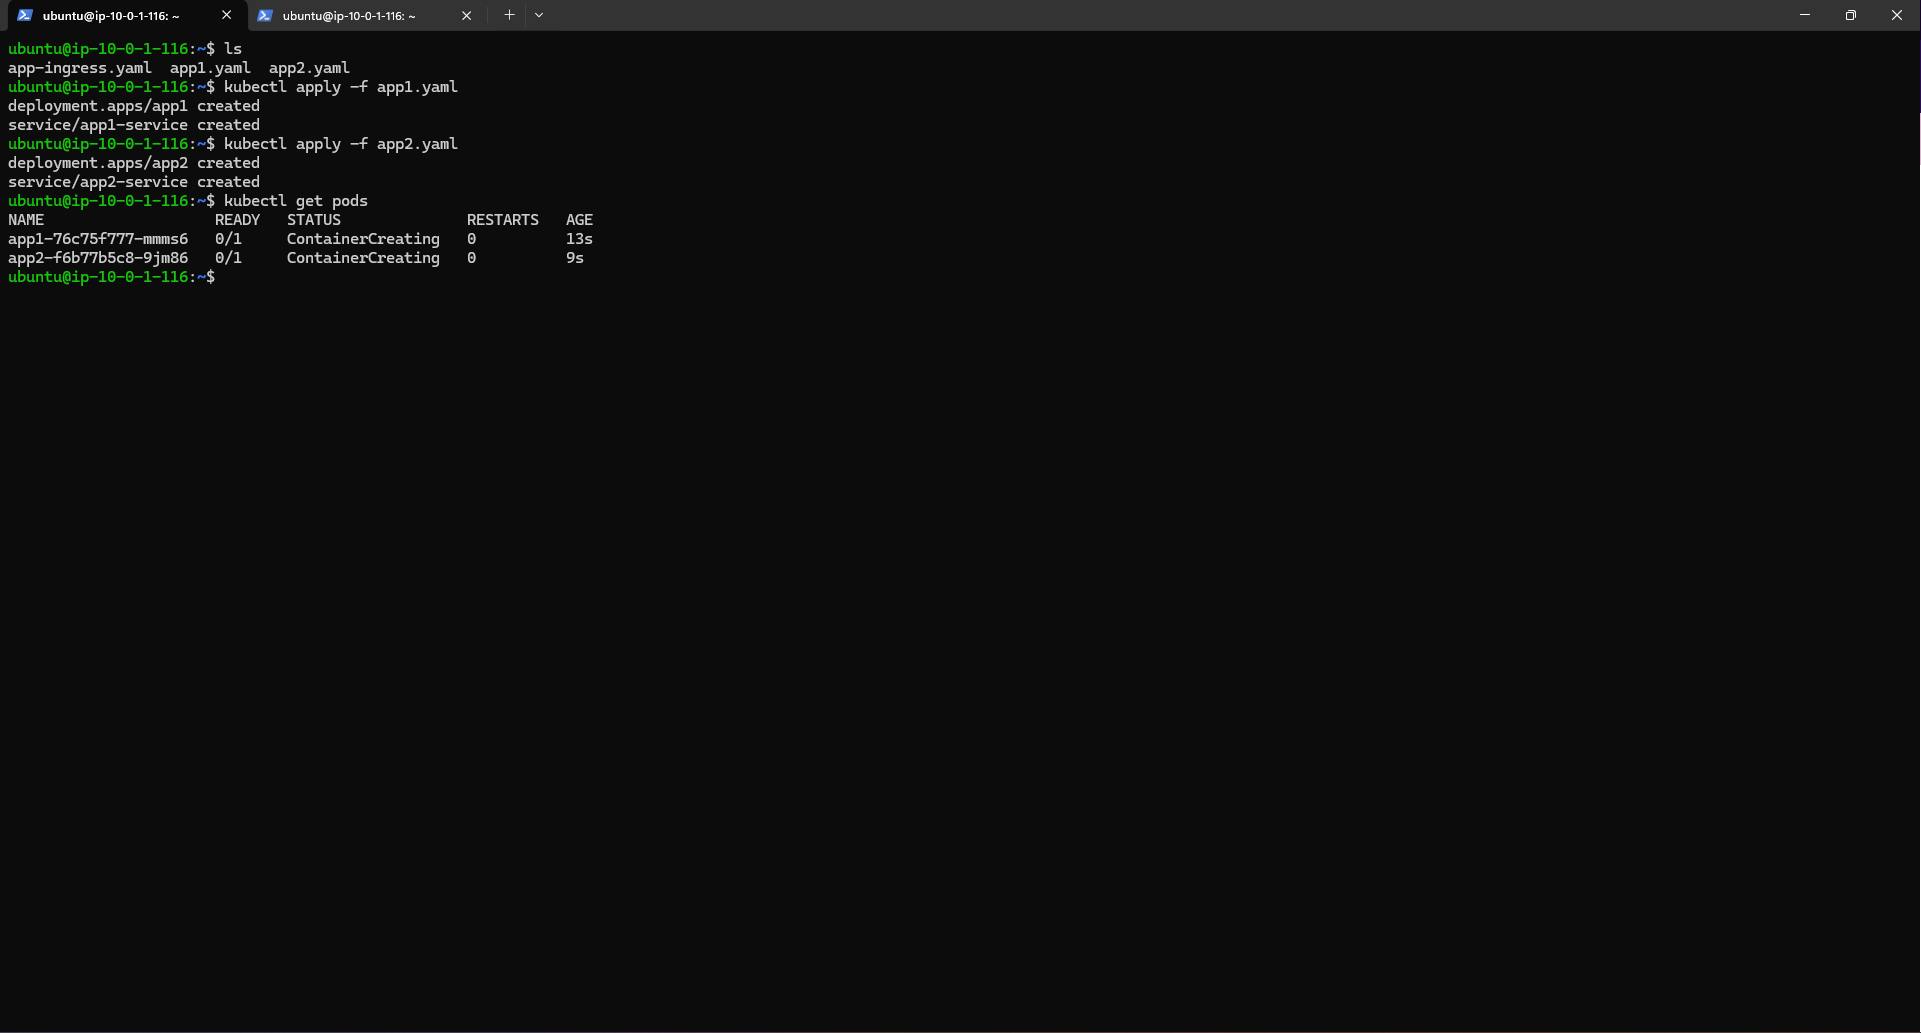 ubuntu@ip-10-0-1-116: ~ ubuntu@ip-10-0-1-116: ~
ubuntu@ip-10-0-1-116:~$ ls
app-ingress.yaml  app1.yaml  app2.yaml
ubuntu@ip-10-0-1-116:~$ kubectl apply -f app1.yaml
deployment.apps/app1 created
service/app1-service created
ubuntu@ip-10-0-1-116:~$ kubectl apply -f app2.yaml
deployment.apps/app2 created
service/app2-service created
ubuntu@ip-10-0-1-116:~$ kubectl get pods
NAME                   READY   STATUS              RESTARTS   AGE
app1-76c75f777-mmms6   0/1     ContainerCreating   0          13s
app2-f6b77b5c8-9jm86   0/1     ContainerCreating   0          9s
ubuntu@ip-10-0-1-116:~$